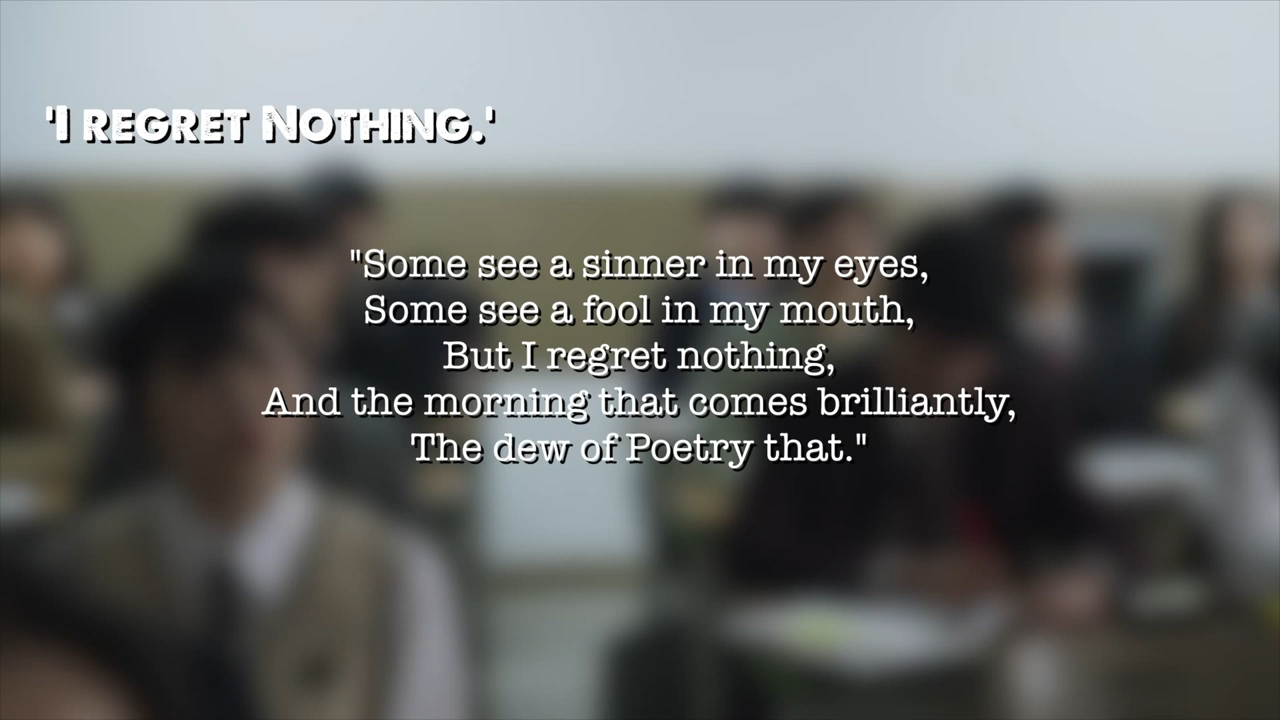 'I REGRET NOTHING.'
"Some see a sinner in my eyes,
Some see a fool in my mouth,
But I regret nothing,
And the morning that comes brilliantly,
The dew of Poetry that."